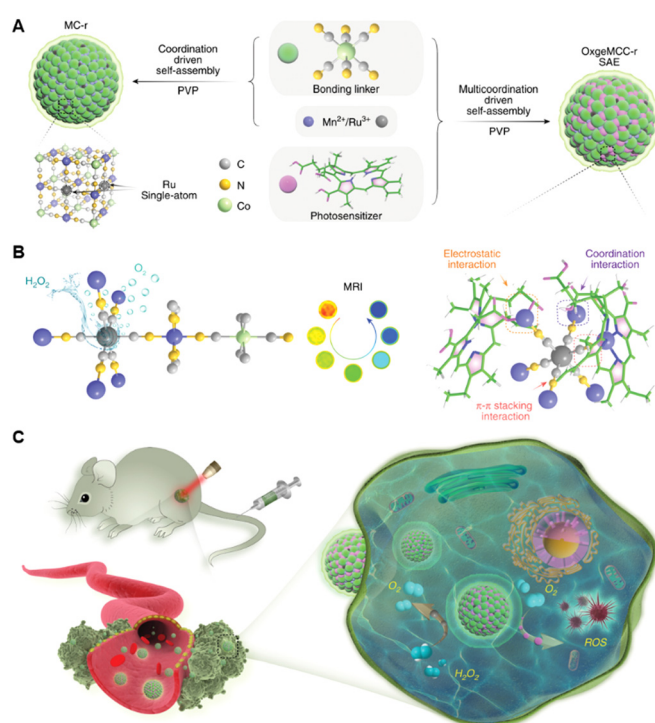 A
MC-r
Coordination
driven
self-assembly
PVP
Bonding linker
Mn²⁺/Ru³⁺
Photosensitizer
Multicoordination
driven
self-assembly
PVP
OxgeMCC-r
SAE
Ru
Single-atom
C
N
Co
B
H₂O₂
O₂
MRI
Electrostatic
interaction
Coordination
interaction
π-π stacking
interaction
C
O₂
O₂
H₂O₂
ROS